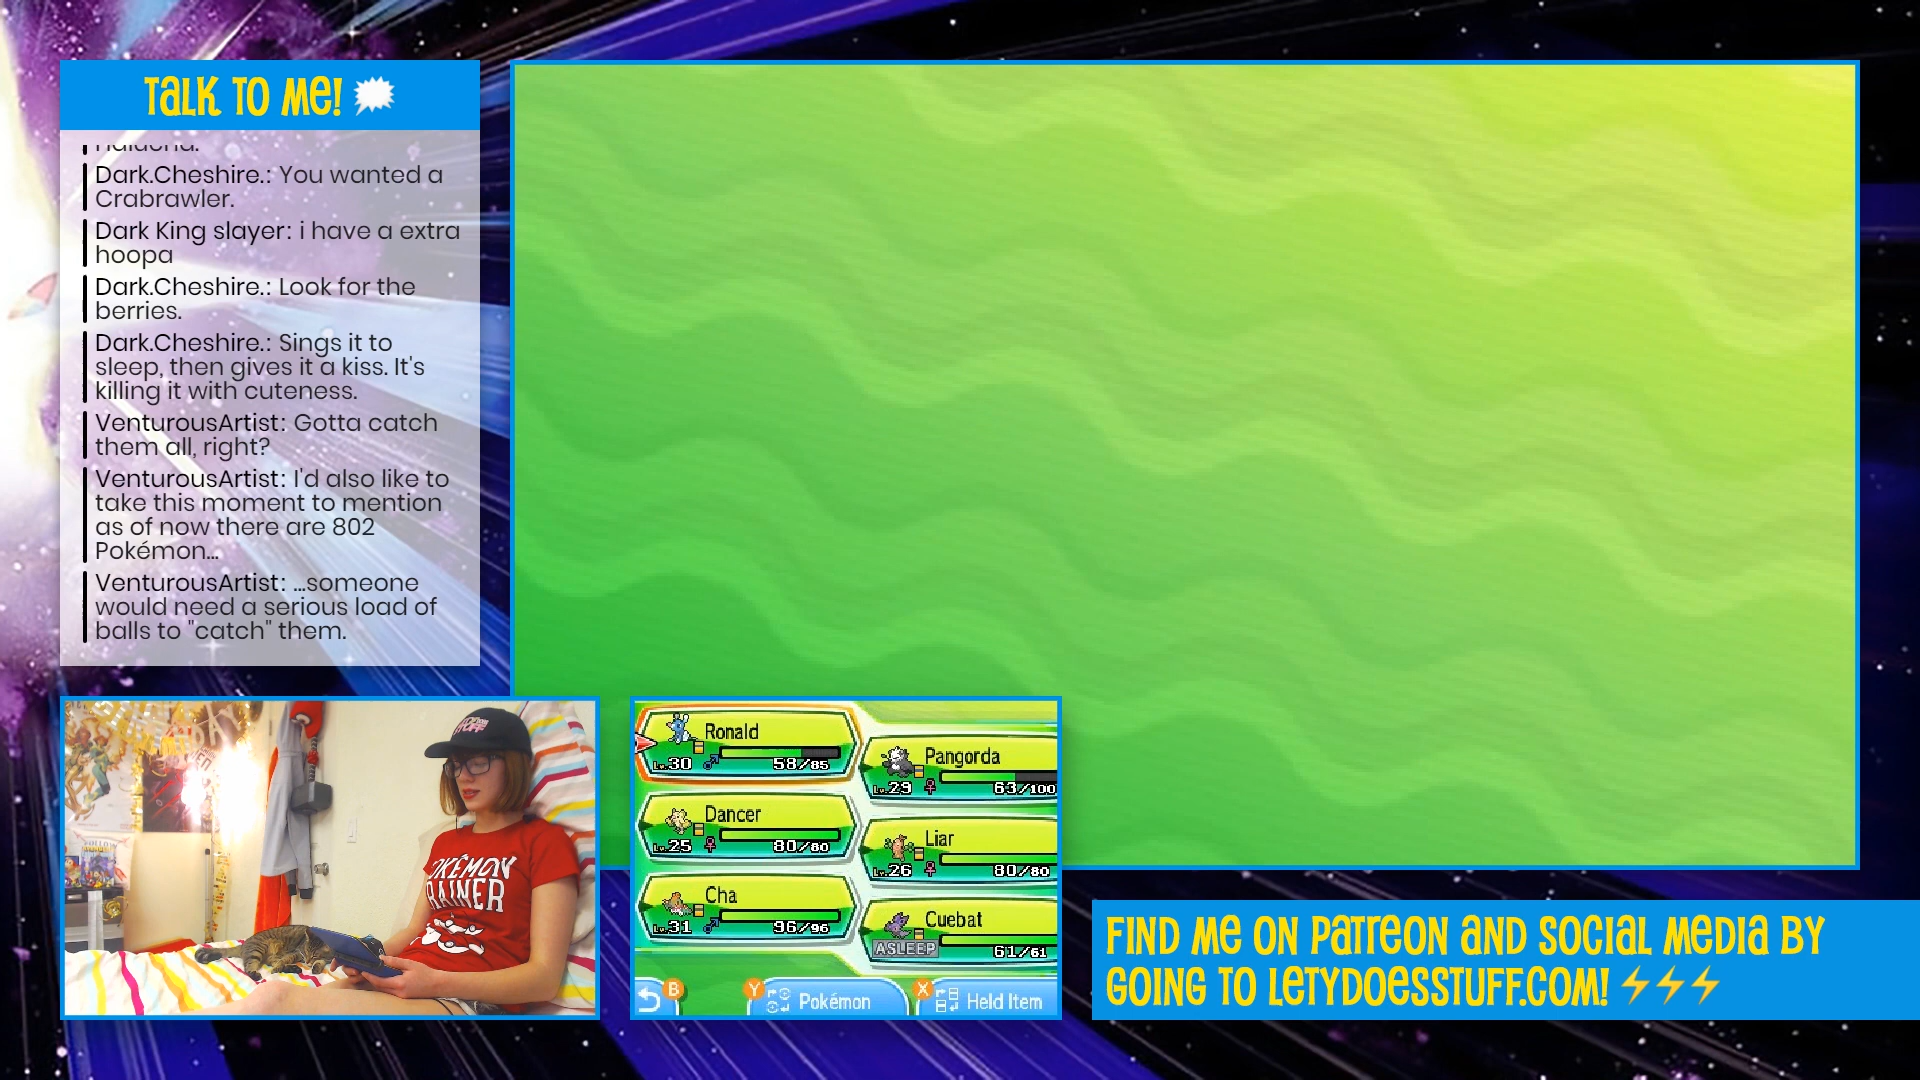 TALK TO ME!
Dark.Cheshire.: You wanted a
Crabrawler.
Dark King slayer: i have a extra
hoopa
Dark.Cheshire.: Look for the
berries.
Dark.Cheshire.: Sings it to
sleep, then gives it a kiss. It's
killing it with cuteness.
VenturousArtist: Gotta catch
them all, right?
VenturousArtist: I'd also like to
take this moment to mention
as of now there are 802
Pokémon...
VenturousArtist: ...someone
would need a serious load of
balls to "catch" them.
POKÉMON
TRAINER
Ronald
Lv.30 58/85
Pangorda
Lv.29 63/100
Dancer
Lv.25 80/80
Liar
Lv.26 80/80
Cha
Lv.31 96/96
Cuebat
ASLEEP 61/61
B
Y Pokémon
X Held Item
FIND ME ON PATREON AND SOCIAL MEDIA BY
GOING TO LETYDOESSTUFF.COM!